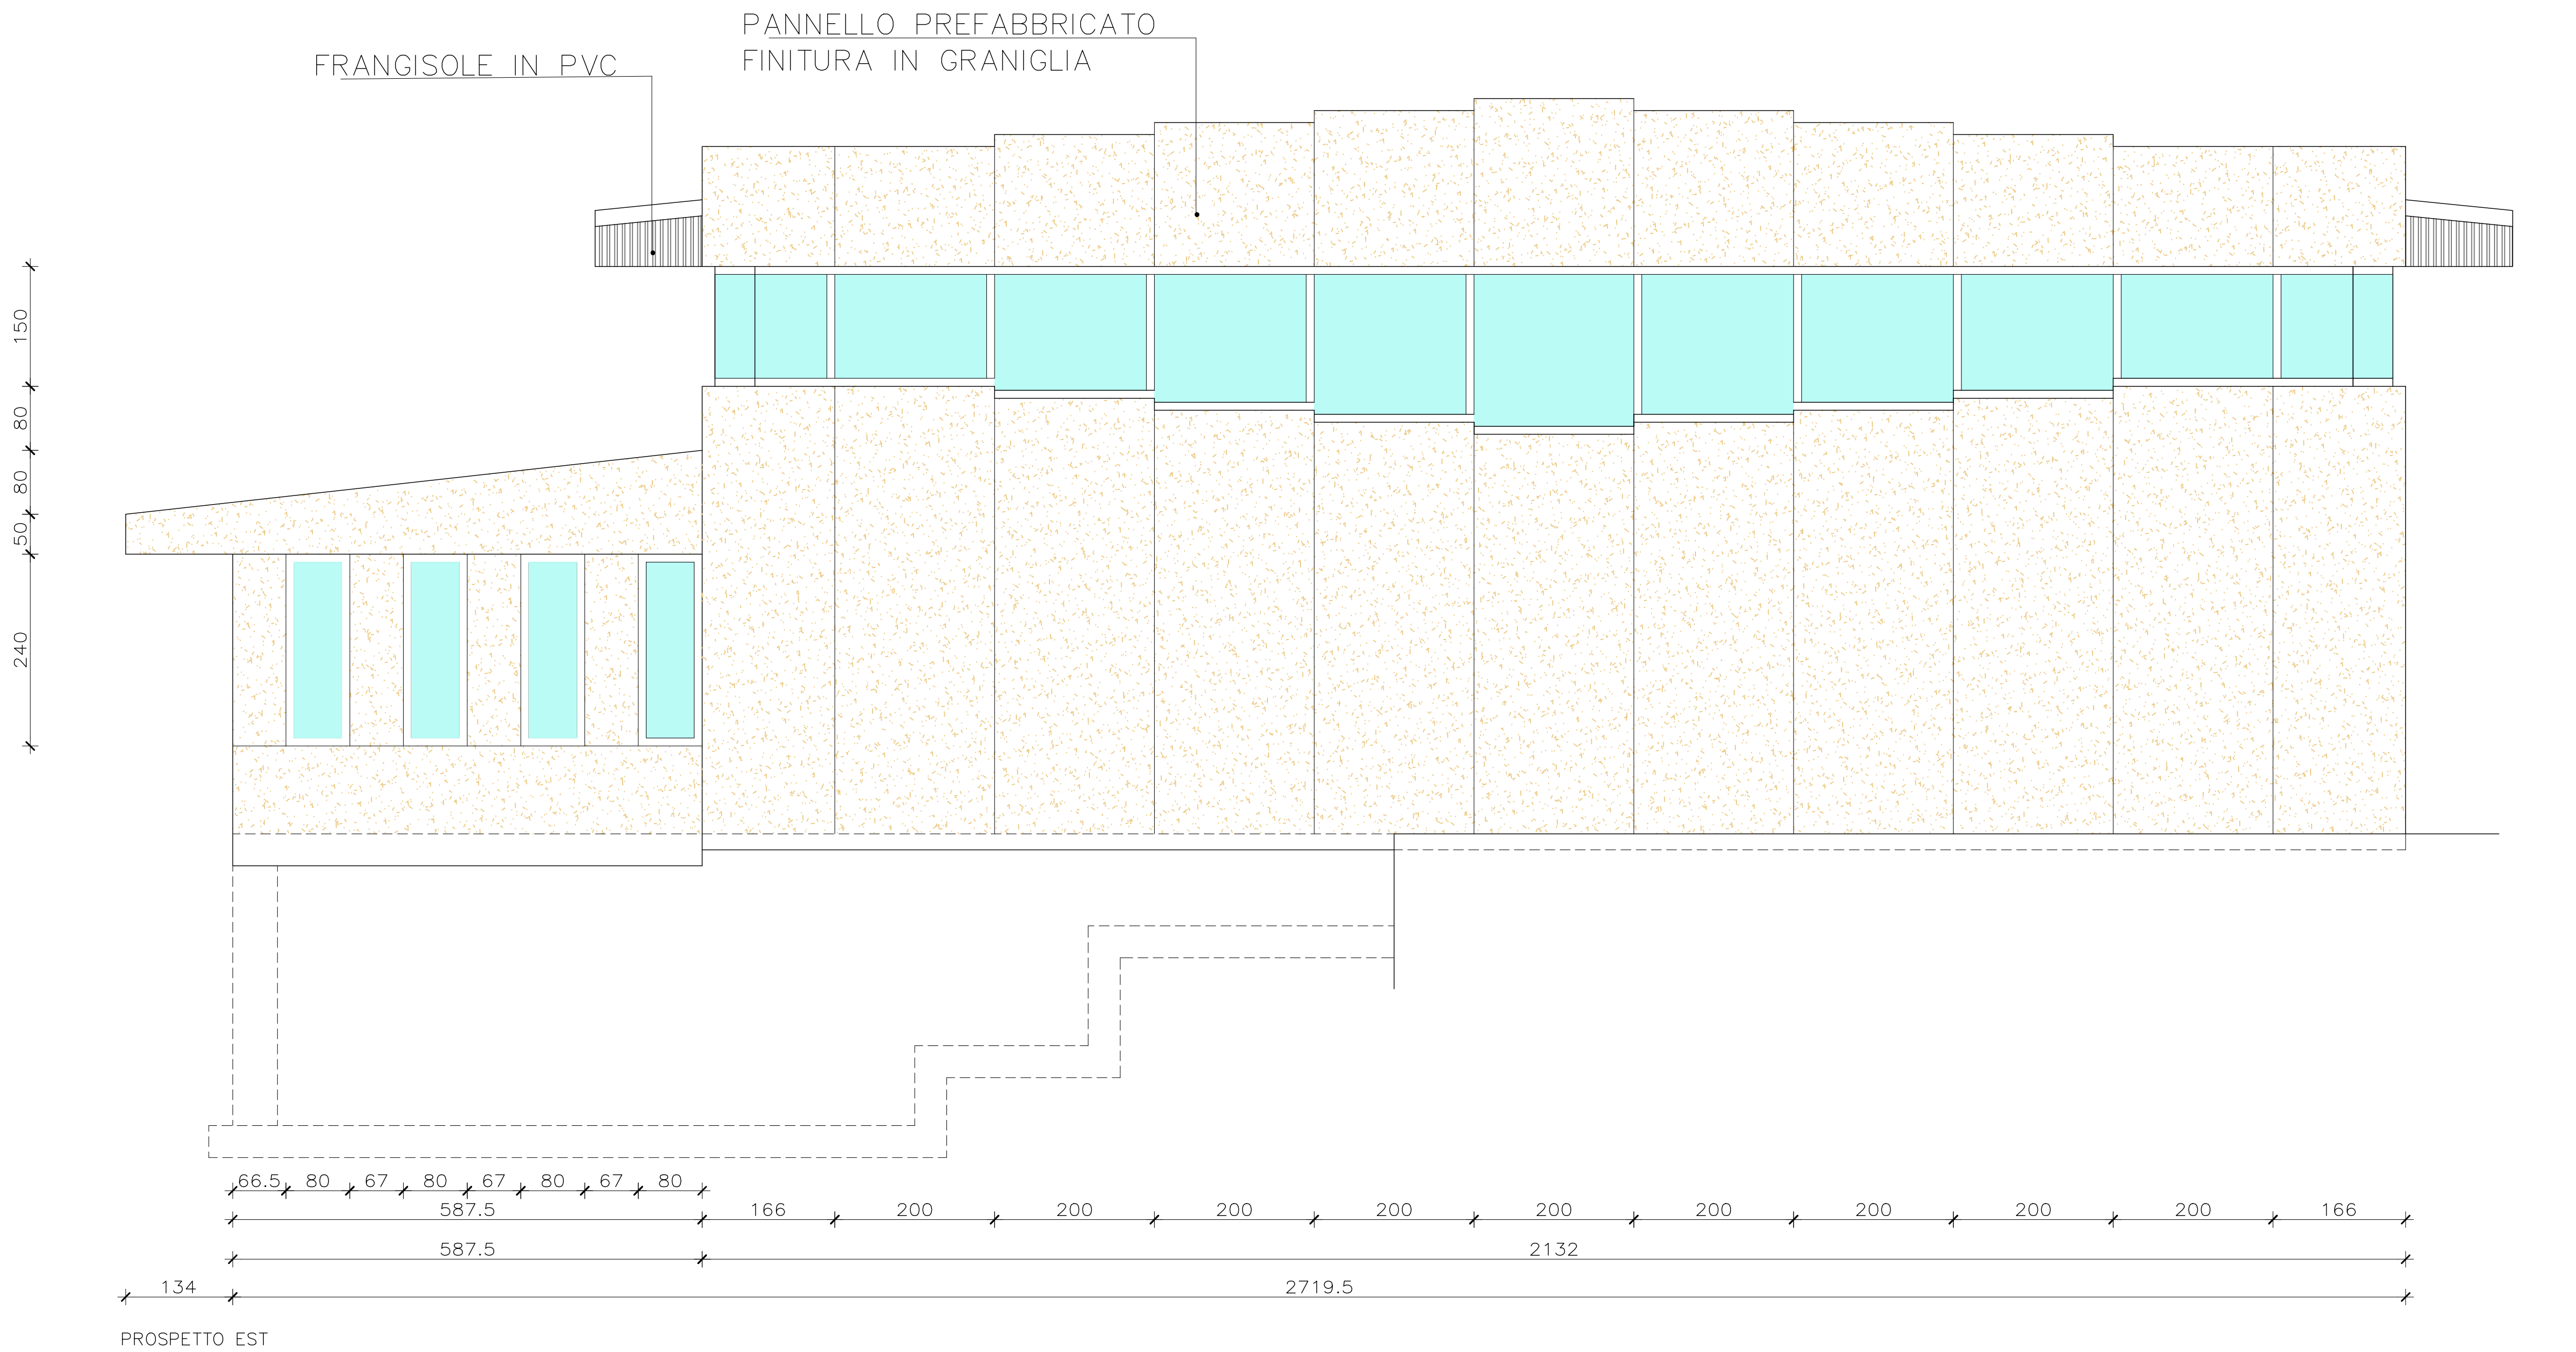 PANNELLO PREFABBRICATO
FINITURA IN GRANIGLIA
FRANGISOLE IN PVC
150
80
80
50
240
66.5 80 67 80 67 80 67 80
587.5 166 200 200 200 200 200 200 200 200 200 166
587.5 2132
134 2719.5
PROSPETTO EST